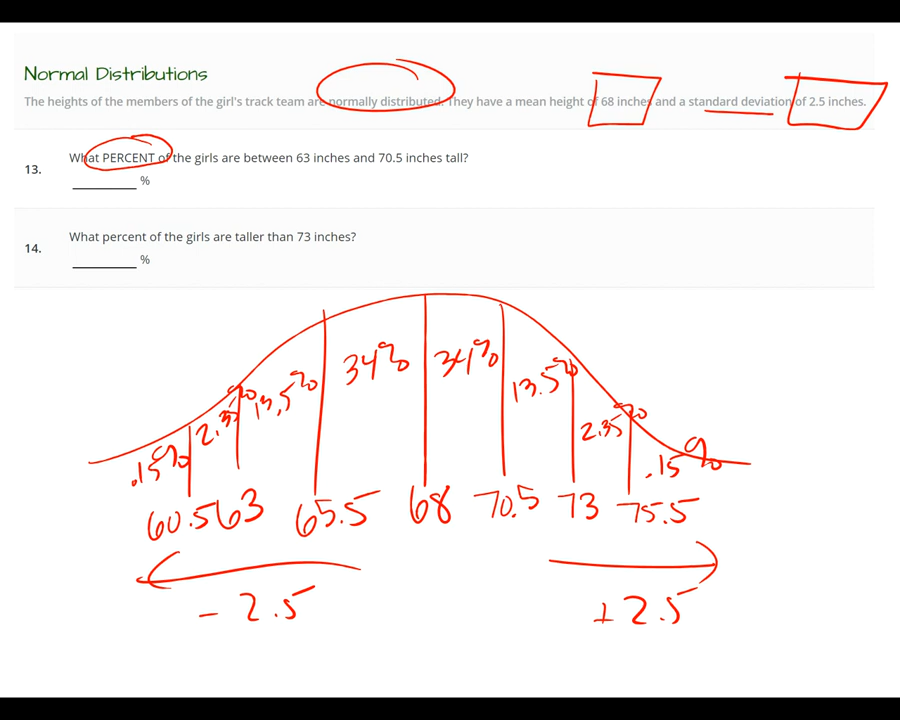 Normal Distributions
The heights of the members of the girl's track team are normally distributed. They have a mean height of 68 inches and a standard deviation of 2.5 inches.
13. What PERCENT of the girls are between 63 inches and 70.5 inches tall?
_________ %
14. What percent of the girls are taller than 73 inches?
_________ %
.15% 2.35% 13.5% 34% 34% 13.5% 2.35% .15%
60.5 63 65.5 68 70.5 73 75.5
- 2.5 + 2.5